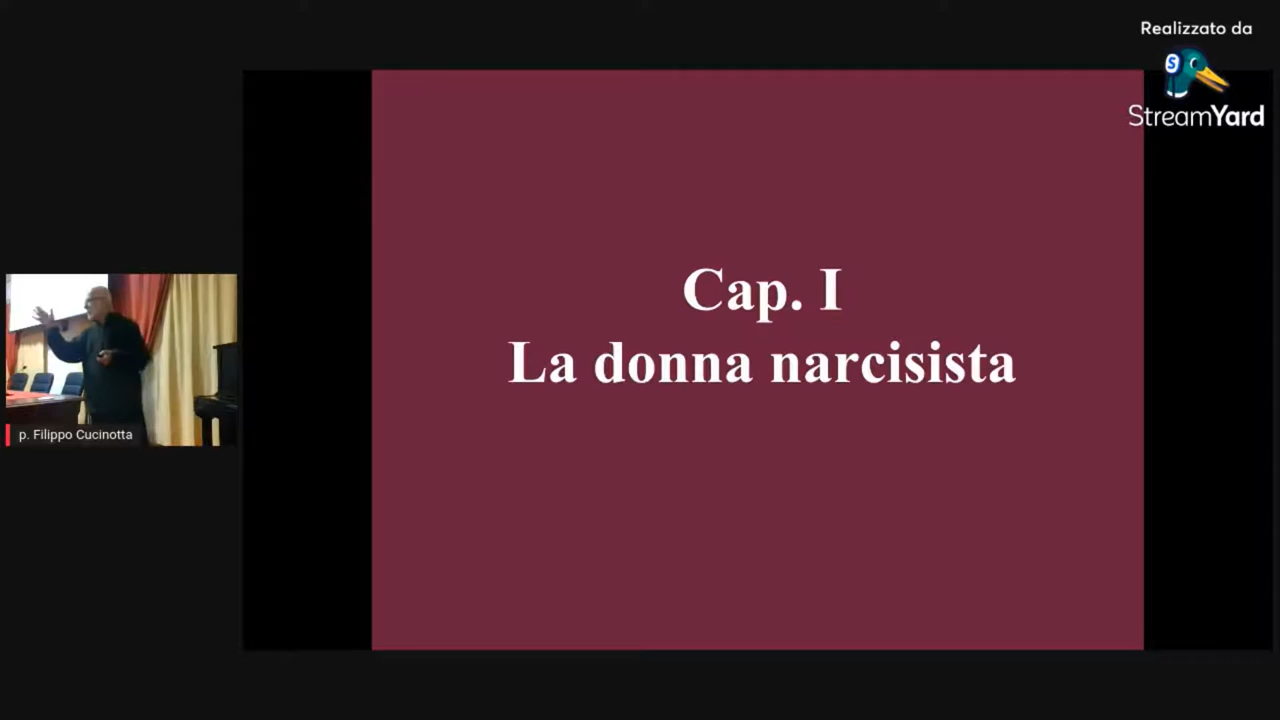 Realizzato da
S
StreamYard
Cap. I
La donna narcisista
p. Filippo Cucinotta